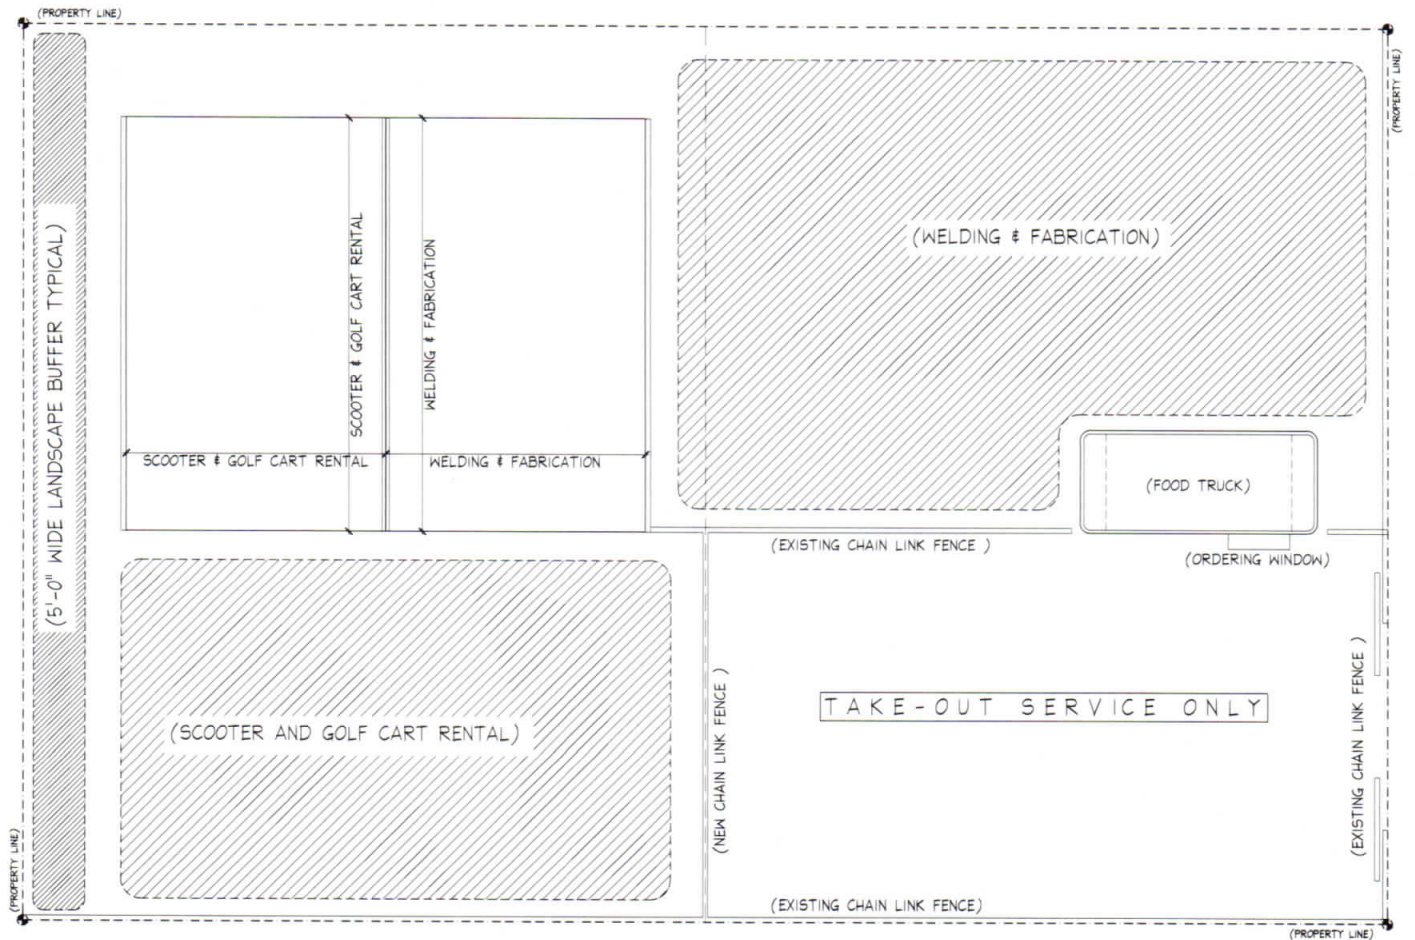 (PROPERTY LINE)
(PROPERTY LINE)
(5'-0" WIDE LANDSCAPE BUFFER TYPICAL)
SCOOTER & GOLF CART RENTAL
WELDING & FABRICATION
(WELDING & FABRICATION)
SCOOTER & GOLF CART RENTAL
WELDING & FABRICATION
(FOOD TRUCK)
(EXISTING CHAIN LINK FENCE )
(ORDERING WINDOW)
(SCOOTER AND GOLF CART RENTAL)
(NEW CHAIN LINK FENCE )
TAKE-OUT SERVICE ONLY
(EXISTING CHAIN LINK FENCE )
(PROPERTY LINE)
(EXISTING CHAIN LINK FENCE)
(PROPERTY LINE)